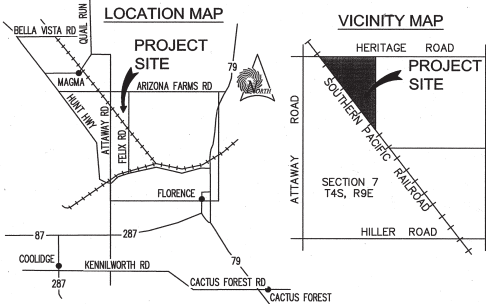 LOCATION MAP
QUAIL RUN
BELLA VISTA RD
PROJECT
SITE
79
MAGMA
ARIZONA FARMS RD
NORTH
HUNT HWY
ATTAWAY RD
FELIX RD
FLORENCE
87
287
COOLIDGE
KENNILWORTH RD
79
CACTUS FOREST RD
287
CACTUS FOREST
VICINITY MAP
HERITAGE ROAD
PROJECT
SITE
ATTAWAY ROAD
SOUTHERN PACIFIC RAILROAD
SECTION 7
T4S, R9E
HILLER ROAD